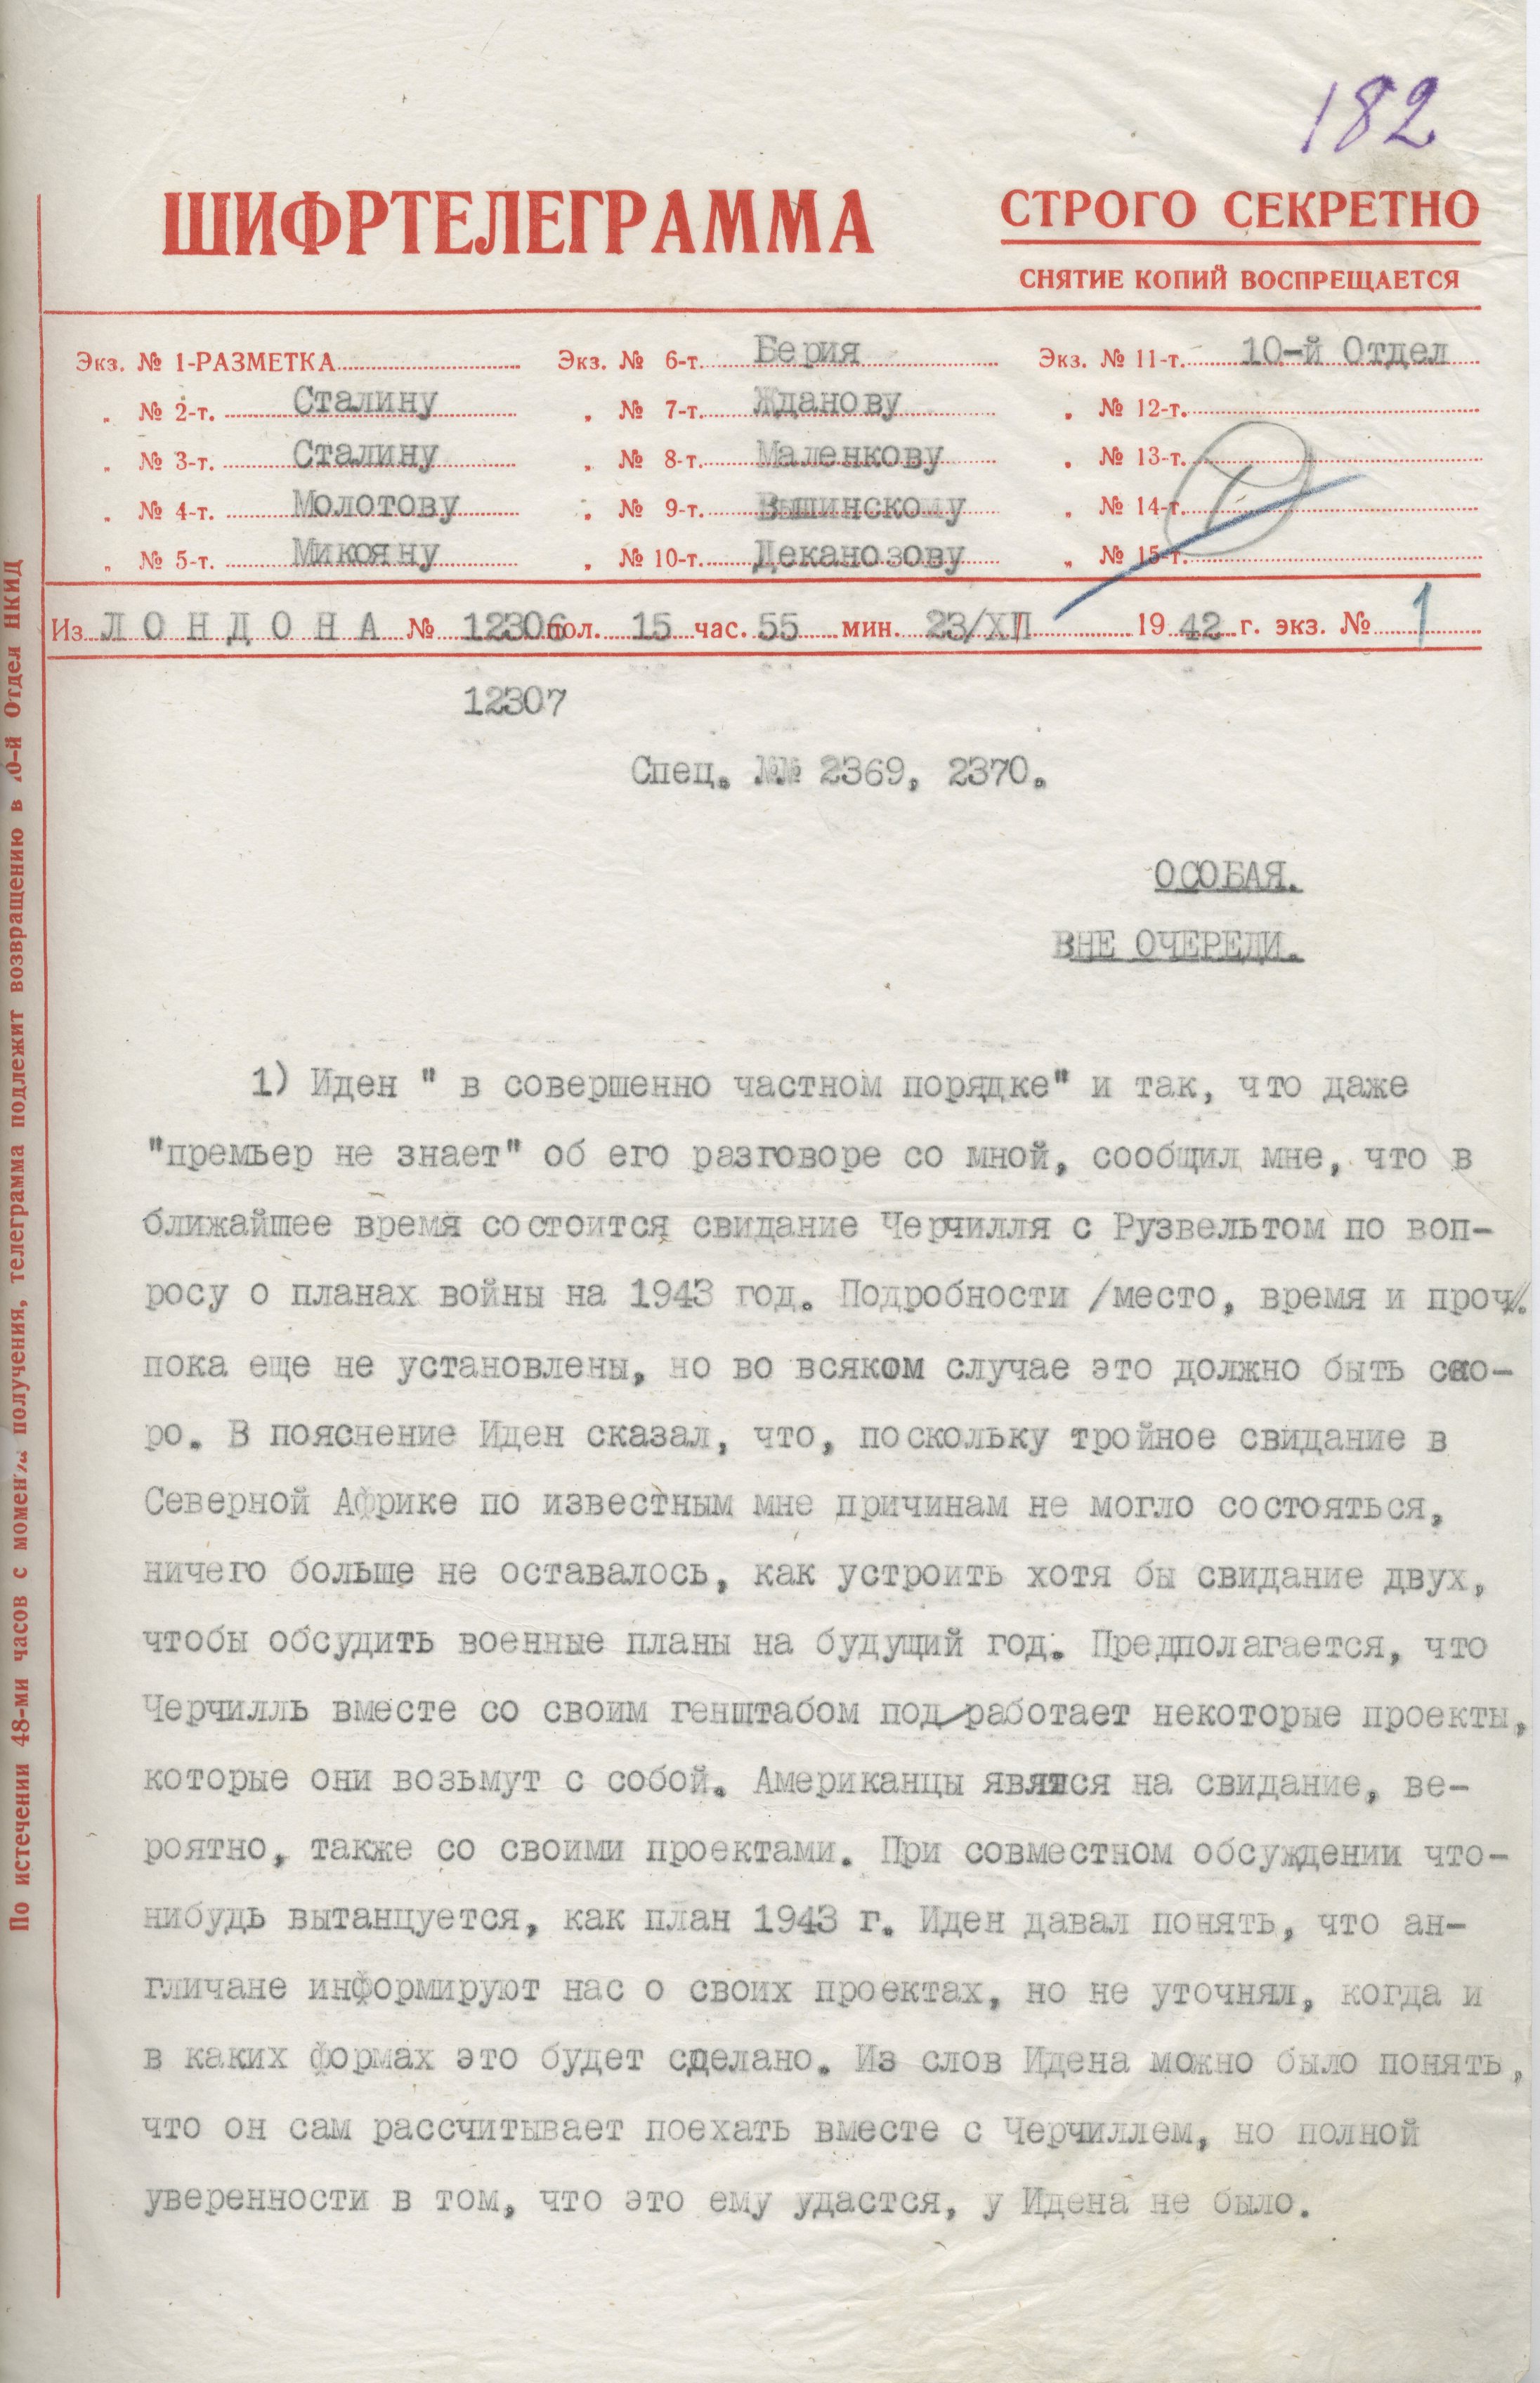 182
ШИФРТЕЛЕГРАММА
СТРОГО СЕКРЕТНО
СНЯТИЕ КОПИЙ ВОСПРЕЩАЕТСЯ
Экз. № 1-РАЗМЕТКА
„ № 2-т. Сталину
„ № 3-т. Сталину
„ № 4-т. Молотову
„ № 5-т. Микояну
Экз. № 6-т. Берия
„ № 7-т. Жданову
„ № 8-т. Маленкову
„ № 9-т. Вышинскому
„ № 10-т. Деканозову
Экз. № 11-т. 10-й Отдел
„ № 12-т.
„ № 13-т.
„ № 14-т.
„ № 15-т.
Из ЛОНДОНА № 12306 пол. 15 час. 55 мин. 23/XII 1942 г. экз. № 1
12307
Спец. №№ 2369, 2370.
ОСОБАЯ.
ВНЕ ОЧЕРЕДИ.
1) Иден " в совершенно частном порядке" и так, что даже
"премьер не знает" об его разговоре со мной, сообщил мне, что в
ближайшее время состоится свидание Черчилля с Рузвельтом по воп-
росу о планах войны на 1943 год. Подробности /место, время и проч/.
пока еще не установлены, но во всяком случае это должно быть ско-
ро. В пояснение Иден сказал, что, поскольку тройное свидание в
Северной Африке по известным мне причинам не могло состояться,
ничего больше не оставалось, как устроить хотя бы свидание двух,
чтобы обсудить военные планы на будущий год. Предполагается, что
Черчилль вместе со своим генштабом подработает некоторые проекты,
которые они возьмут с собой. Американцы явятся на свидание, ве-
роятно, также со своими проектами. При совместном обсуждении что-
нибудь вытанцуется, как план 1943 г. Иден давал понять, что ан-
гличане информируют нас о своих проектах, но не уточнял, когда и
в каких формах это будет сделано. Из слов Идена можно было понять,
что он сам рассчитывает поехать вместе с Черчиллем, но полной
уверенности в том, что это ему удастся, у Идена не было.
По истечении 48-ми часов с момента получения, телеграмма подлежит возвращению в 10-й Отдел НКИД